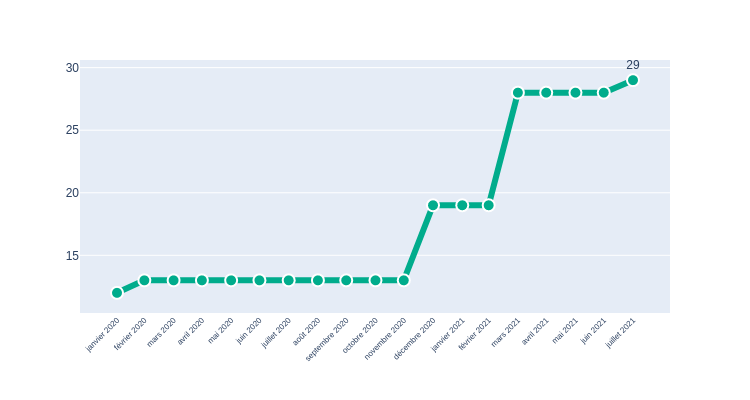 29
30
25
20
15
janvier 2020
février 2020
mars 2020
avril 2020
mai 2020
juin 2020
juillet 2020
août 2020
septembre 2020
octobre 2020
novembre 2020
décembre 2020
janvier 2021
février 2021
mars 2021
avril 2021
mai 2021
juin 2021
juillet 2021